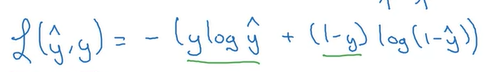 ℒ(ŷ, y) = - (y log ŷ + (1-y) log(1-ŷ))